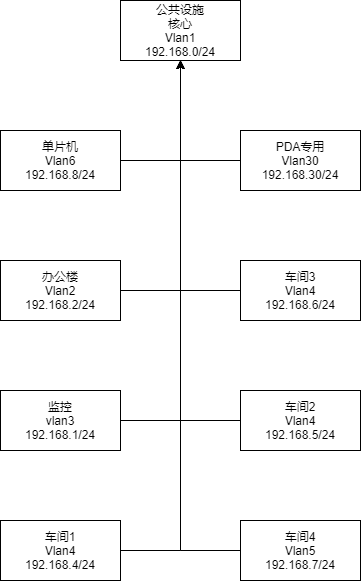 公共设施
核心
Vlan1
192.168.0/24
单片机
Vlan6
192.168.8/24
PDA专用
Vlan30
192.168.30/24
办公楼
Vlan2
192.168.2/24
车间3
Vlan4
192.168.6/24
监控
vlan3
192.168.1/24
车间2
Vlan4
192.168.5/24
车间1
Vlan4
192.168.4/24
车间4
Vlan5
192.168.7/24